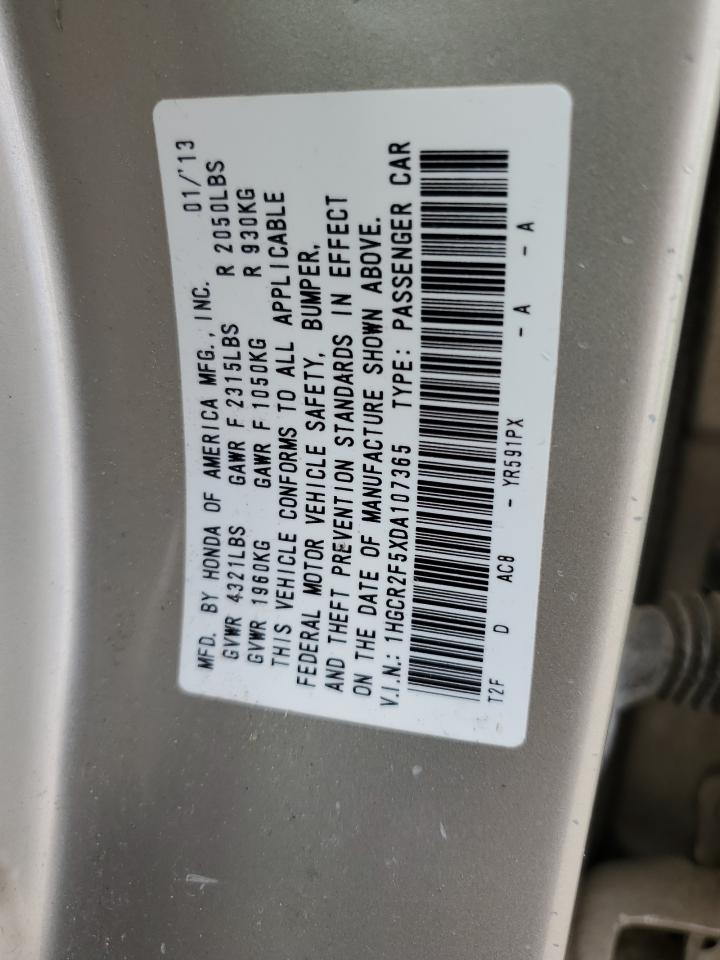 MFD. BY HONDA OF AMERICA MFG., INC. 01/'13
GVWR 4321LBS GAWR F 2315LBS R 2050LBS
GVWR 1960KG GAWR F 1050KG R 930KG
THIS VEHICLE CONFORMS TO ALL APPLICABLE
FEDERAL MOTOR VEHICLE SAFETY, BUMPER,
AND THEFT PREVENTION STANDARDS IN EFFECT
ON THE DATE OF MANUFACTURE SHOWN ABOVE.
V.I.N.: 1HGCR2F5XDA107365 TYPE: PASSENGER CAR
T2F D AC8 - YR591PX - A - A